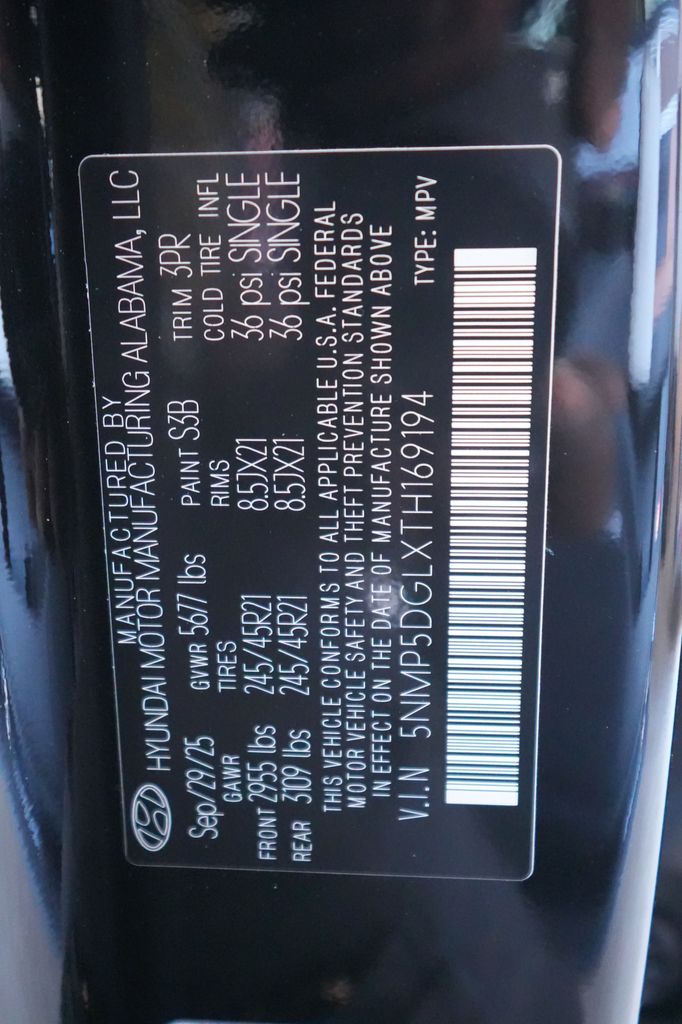 MANUFACTURED BY
HYUNDAI MOTOR MANUFACTURING ALABAMA, LLC
Sep/29/25 GVWR 5677 lbs PAINT S3B TRIM 3PR
GAWR TIRES RIMS COLD TIRE INFL
FRONT 2955 lbs 245/45R21 8.5JX21 36 psi SINGLE
REAR 3109 lbs 245/45R21 8.5JX21 36 psi SINGLE
THIS VEHICLE CONFORMS TO ALL APPLICABLE U.S.A. FEDERAL
MOTOR VEHICLE SAFETY AND THEFT PREVENTION STANDARDS
IN EFFECT ON THE DATE OF MANUFACTURE SHOWN ABOVE
V.I.N 5NMP5DGLXTH169194 TYPE: MPV